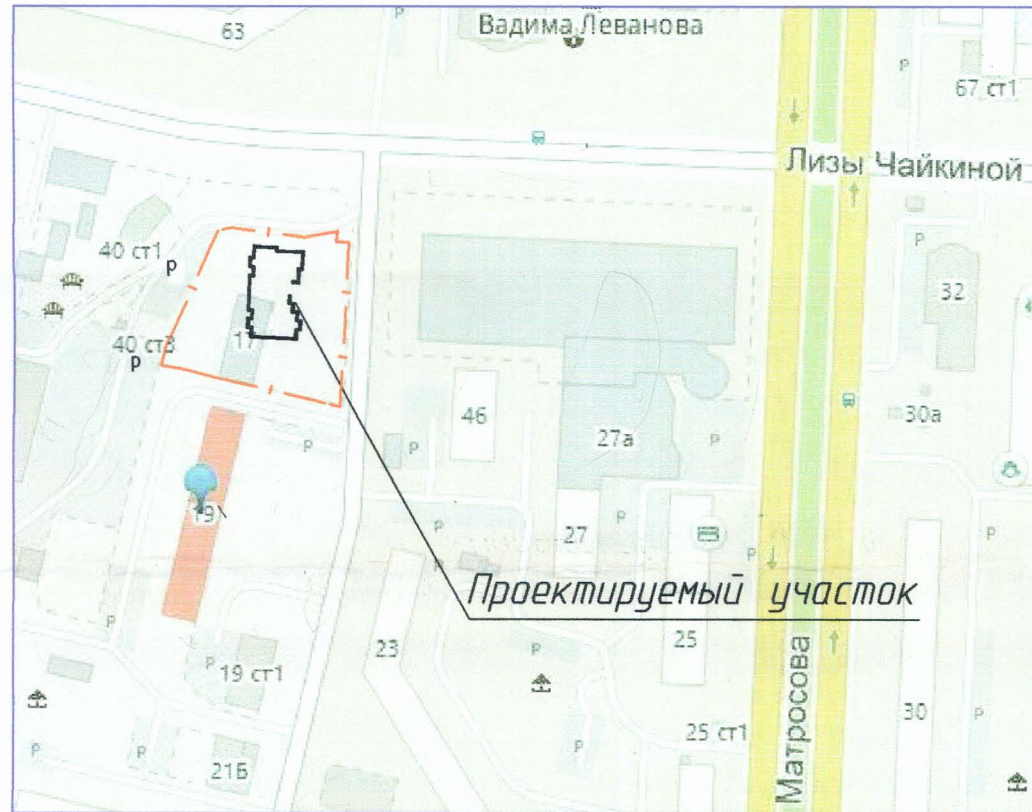 63
Р
Вадима Леванова
Р
67 ст1
Лизы Чайкиной
40 ст1
р
Р
32
40 ст3
р
17
46
30а
Р
Р
27а
Р
19
Р
27
Р
Р
Р
Р
Проектируемый участок
Р
23
Р
25
Р
19 ст1
Матросова
30
Р
25 ст1
Р
Р
Р
21Б